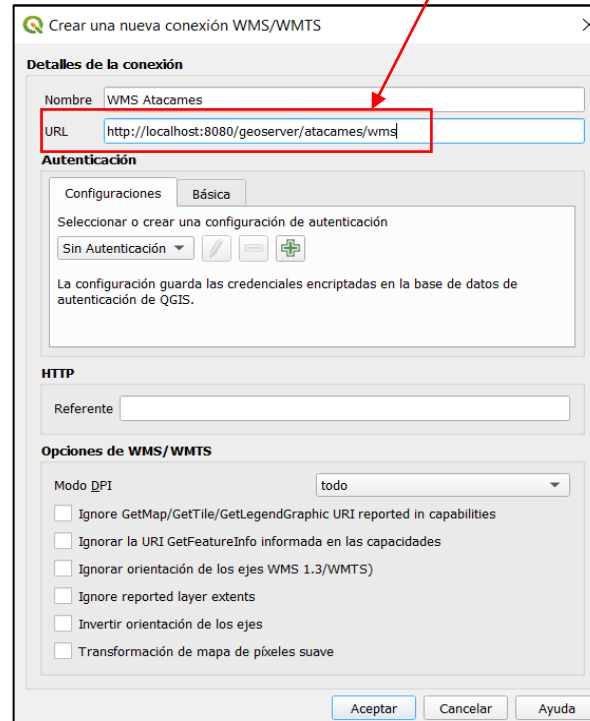 Crear una nueva conexión WMS/WMTS
Detalles de la conexión
Nombre WMS Atacames
URL http://localhost:8080/geoserver/atacames/wms
Autenticación
Configuraciones Básica
Seleccionar o crear una configuración de autenticación
Sin Autenticación
La configuración guarda las credenciales encriptadas en la base de datos de
autenticación de QGIS.
HTTP
Referente
Opciones de WMS/WMTS
Modo DPI todo
Ignore GetMap/GetTile/GetLegendGraphic URI reported in capabilities
Ignorar la URI GetFeatureInfo informada en las capacidades
Ignorar orientación de los ejes WMS 1.3/WMTS)
Ignore reported layer extents
Invertir orientación de los ejes
Transformación de mapa de píxeles suave
Aceptar Cancelar Ayuda